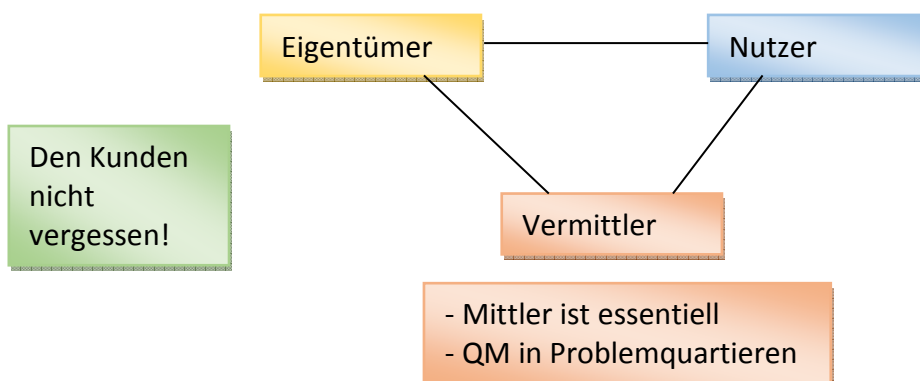 Eigentümer
Nutzer
Den Kunden
nicht
vergessen!
Vermittler
- Mittler ist essentiell
- QM in Problemquartieren